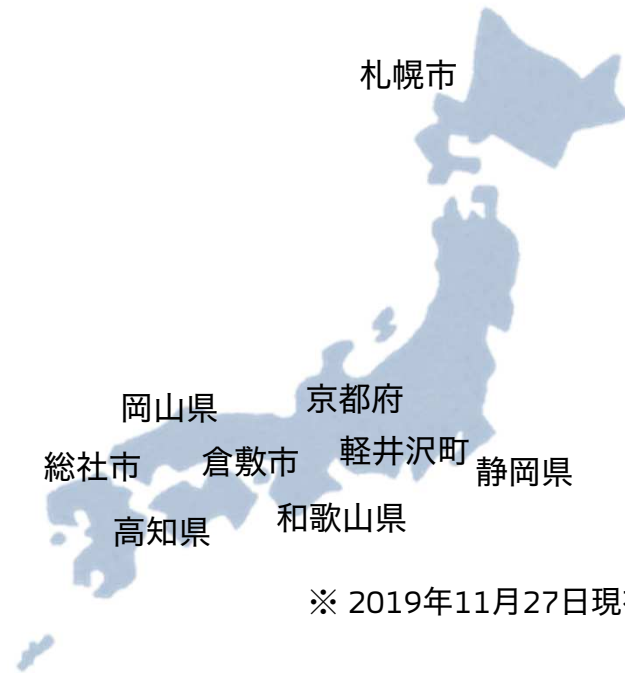 札幌市
岡山県
京都府
総社市
倉敷市
軽井沢町
静岡県
高知県
和歌山県
※ 2019年11月27日現